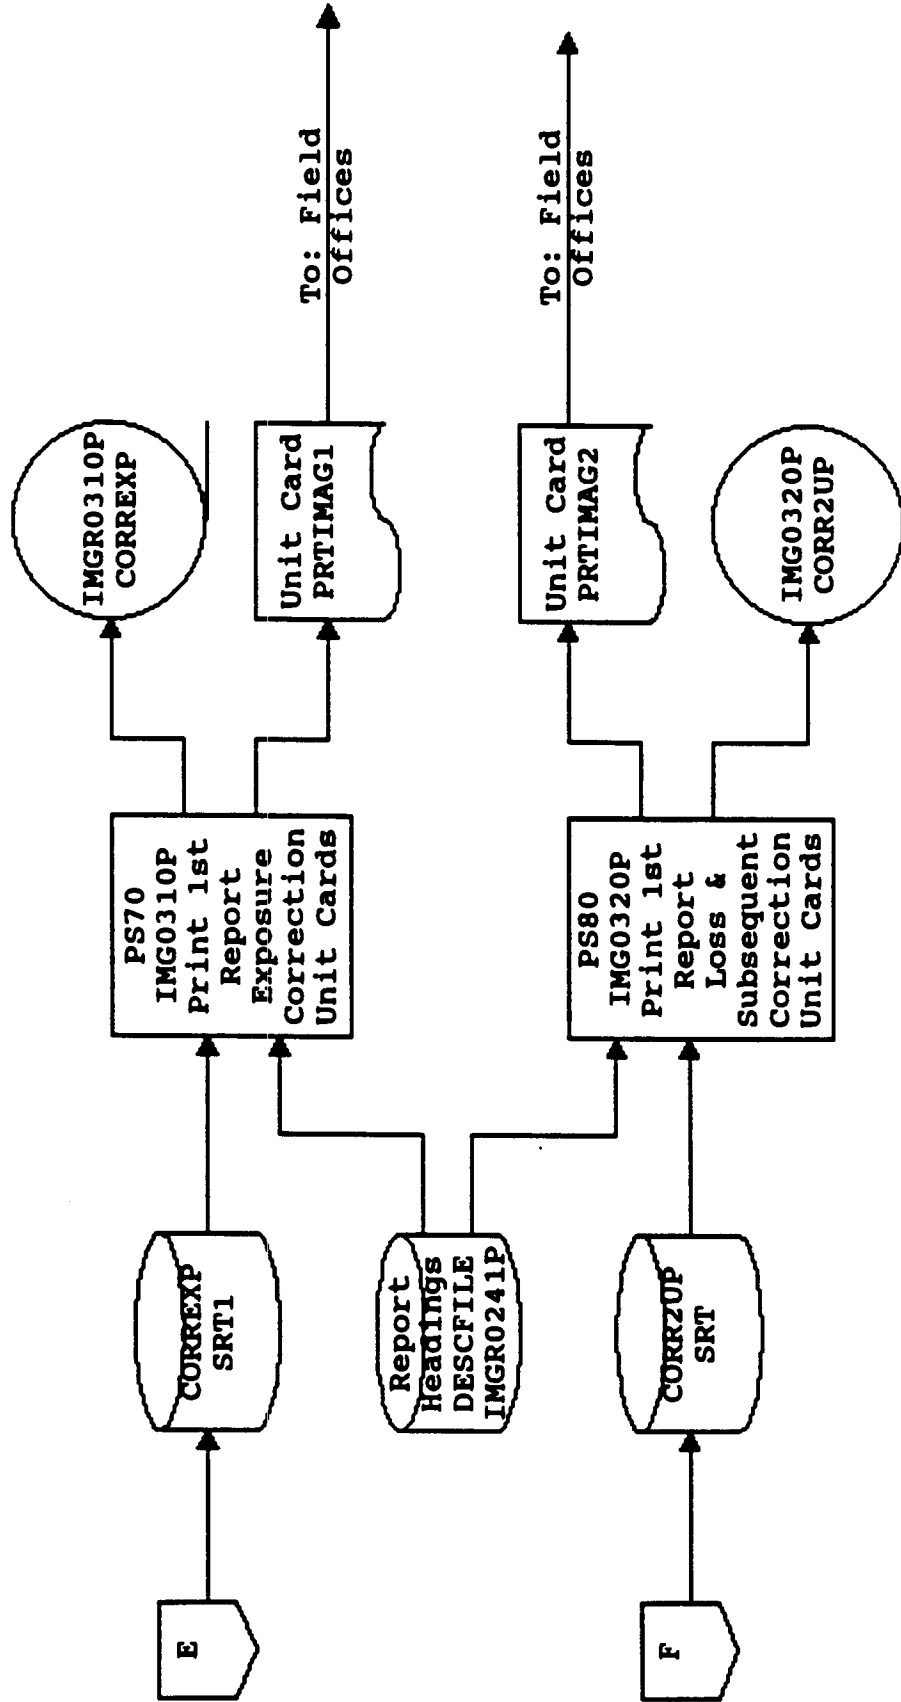 E
CORREXP
SRT1
PS70
IMG0310P
Print 1st
Report
Exposure
Correction
Unit Cards
IMGR0310P
CORREXP
Unit Card
PRTIMAG1
To: Field
Offices
Report
Headings
DESCFILE
IMGR0241P
F
CORR2UP
SRT
PS80
IMG0320P
Print 1st
Report
Loss &
Subsequent
Correction
Unit Cards
Unit Card
PRTIMAG2
To: Field
Offices
IMG0320P
CORR2UP